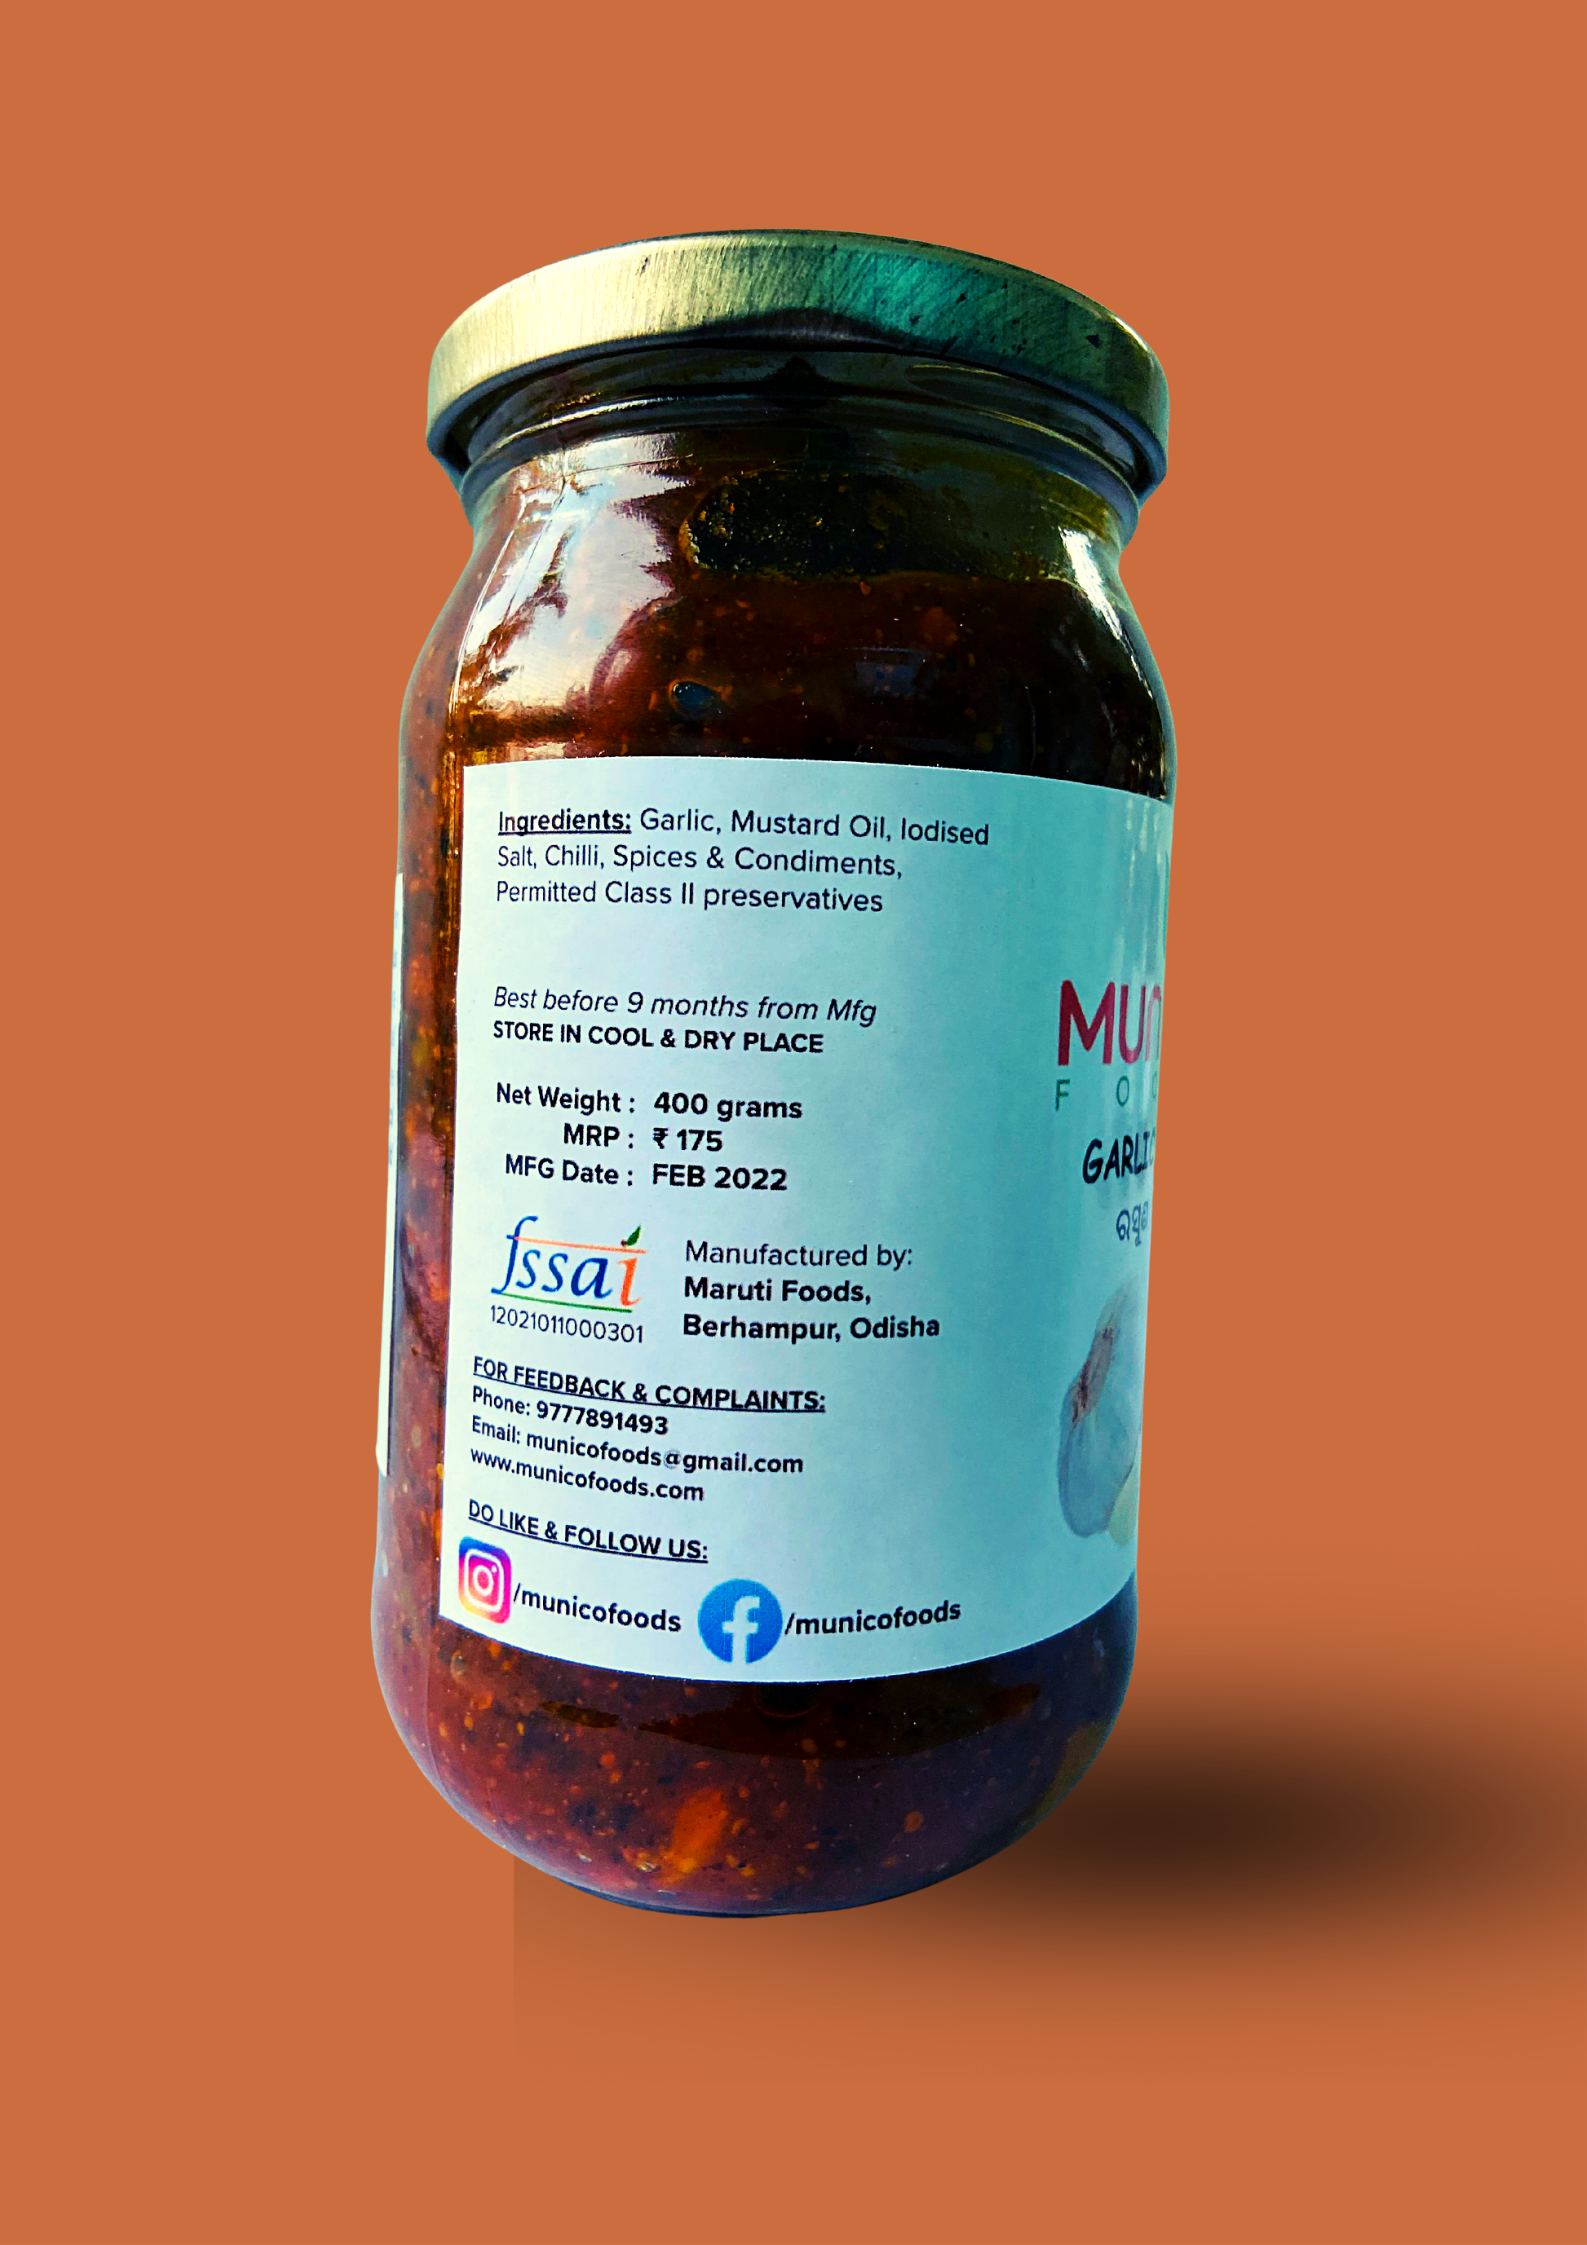 Ingredients: Garlic, Mustard Oil, Iodised
Salt, Chilli, Spices & Condiments,
Permitted Class II preservatives
Best before 9 months from Mfg
STORE IN COOL & DRY PLACE
Net Weight : 400 grams
MRP : ₹ 175
MFG Date : FEB 2022
fssai
12021011000301
Manufactured by:
Maruti Foods,
Berhampur, Odisha
FOR FEEDBACK & COMPLAINTS:
Phone: 9777891493
Email: municofoods@gmail.com
www.municofoods.com
DO LIKE & FOLLOW US:
/municofoods /municofoods
GARLIC